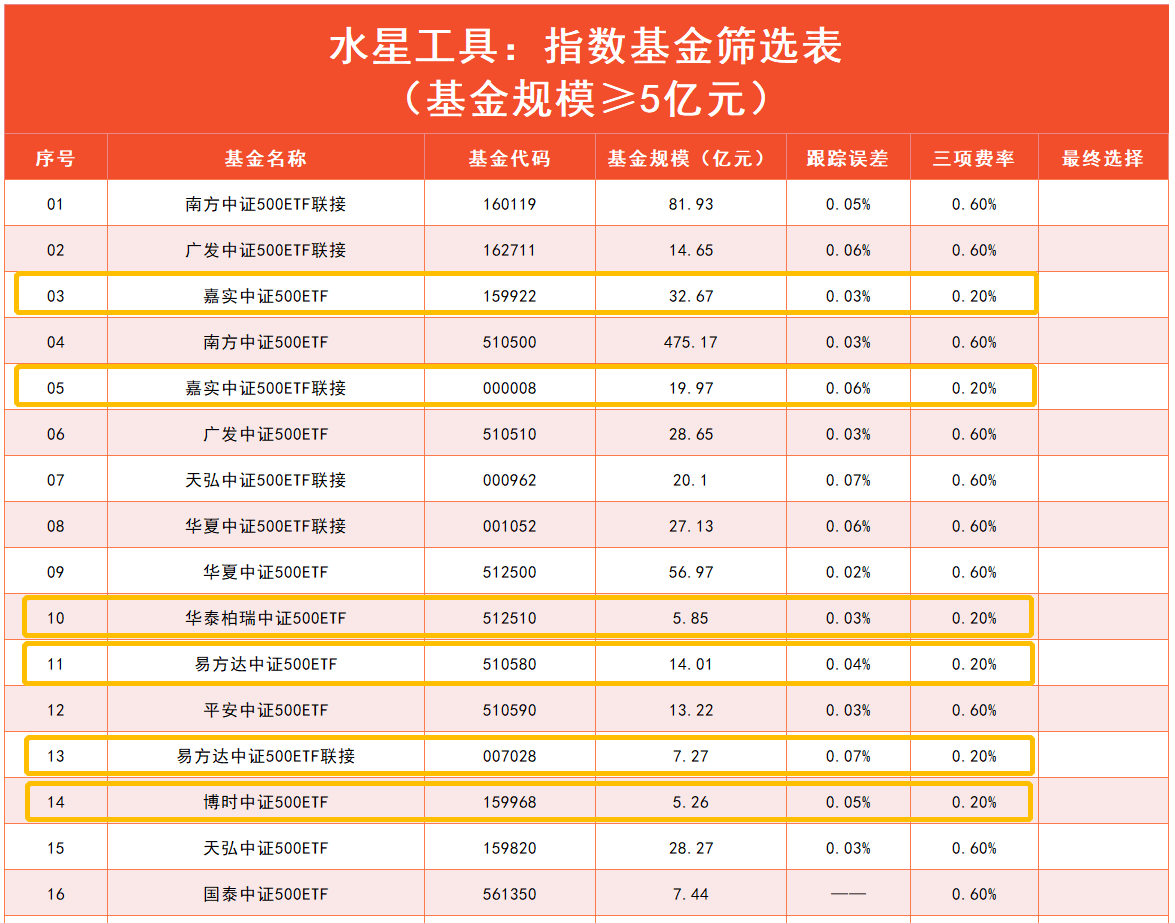 水星工具：指数基金筛选表
（基金规模≥5亿元）
序号 基金名称 基金代码 基金规模（亿元） 跟踪误差 三项费率 最终选择
01 南方中证500ETF联接 160119 81.93 0.05% 0.60%
02 广发中证500ETF联接 162711 14.65 0.06% 0.60%
03 嘉实中证500ETF 159922 32.67 0.03% 0.20%
04 南方中证500ETF 510500 475.17 0.03% 0.60%
05 嘉实中证500ETF联接 000008 19.97 0.06% 0.20%
06 广发中证500ETF 510510 28.65 0.03% 0.60%
07 天弘中证500ETF联接 000962 20.1 0.07% 0.60%
08 华夏中证500ETF联接 001052 27.13 0.06% 0.60%
09 华夏中证500ETF 512500 56.97 0.02% 0.60%
10 华泰柏瑞中证500ETF 512510 5.85 0.03% 0.20%
11 易方达中证500ETF 510580 14.01 0.04% 0.20%
12 平安中证500ETF 510590 13.22 0.03% 0.60%
13 易方达中证500ETF联接 007028 7.27 0.07% 0.20%
14 博时中证500ETF 159968 5.26 0.05% 0.20%
15 天弘中证500ETF 159820 28.27 0.03% 0.60%
16 国泰中证500ETF 561350 7.44 —— 0.60%